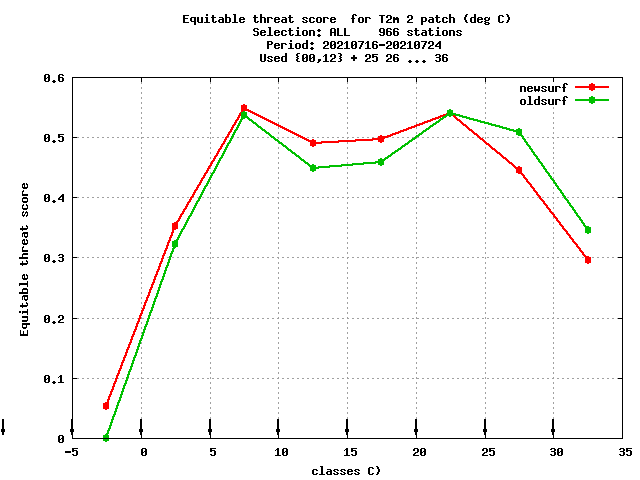 Equitable threat score  for T2m 2 patch (deg C)
Selection: ALL    966 stations
Period: 20210716-20210724
Used {00,12} + 25 26 ... 36
newsurf
oldsurf
Equitable threat score
0.6
0.5
0.4
0.3
0.2
0.1
0
-5 0 5 10 15 20 25 30 35
classes C)